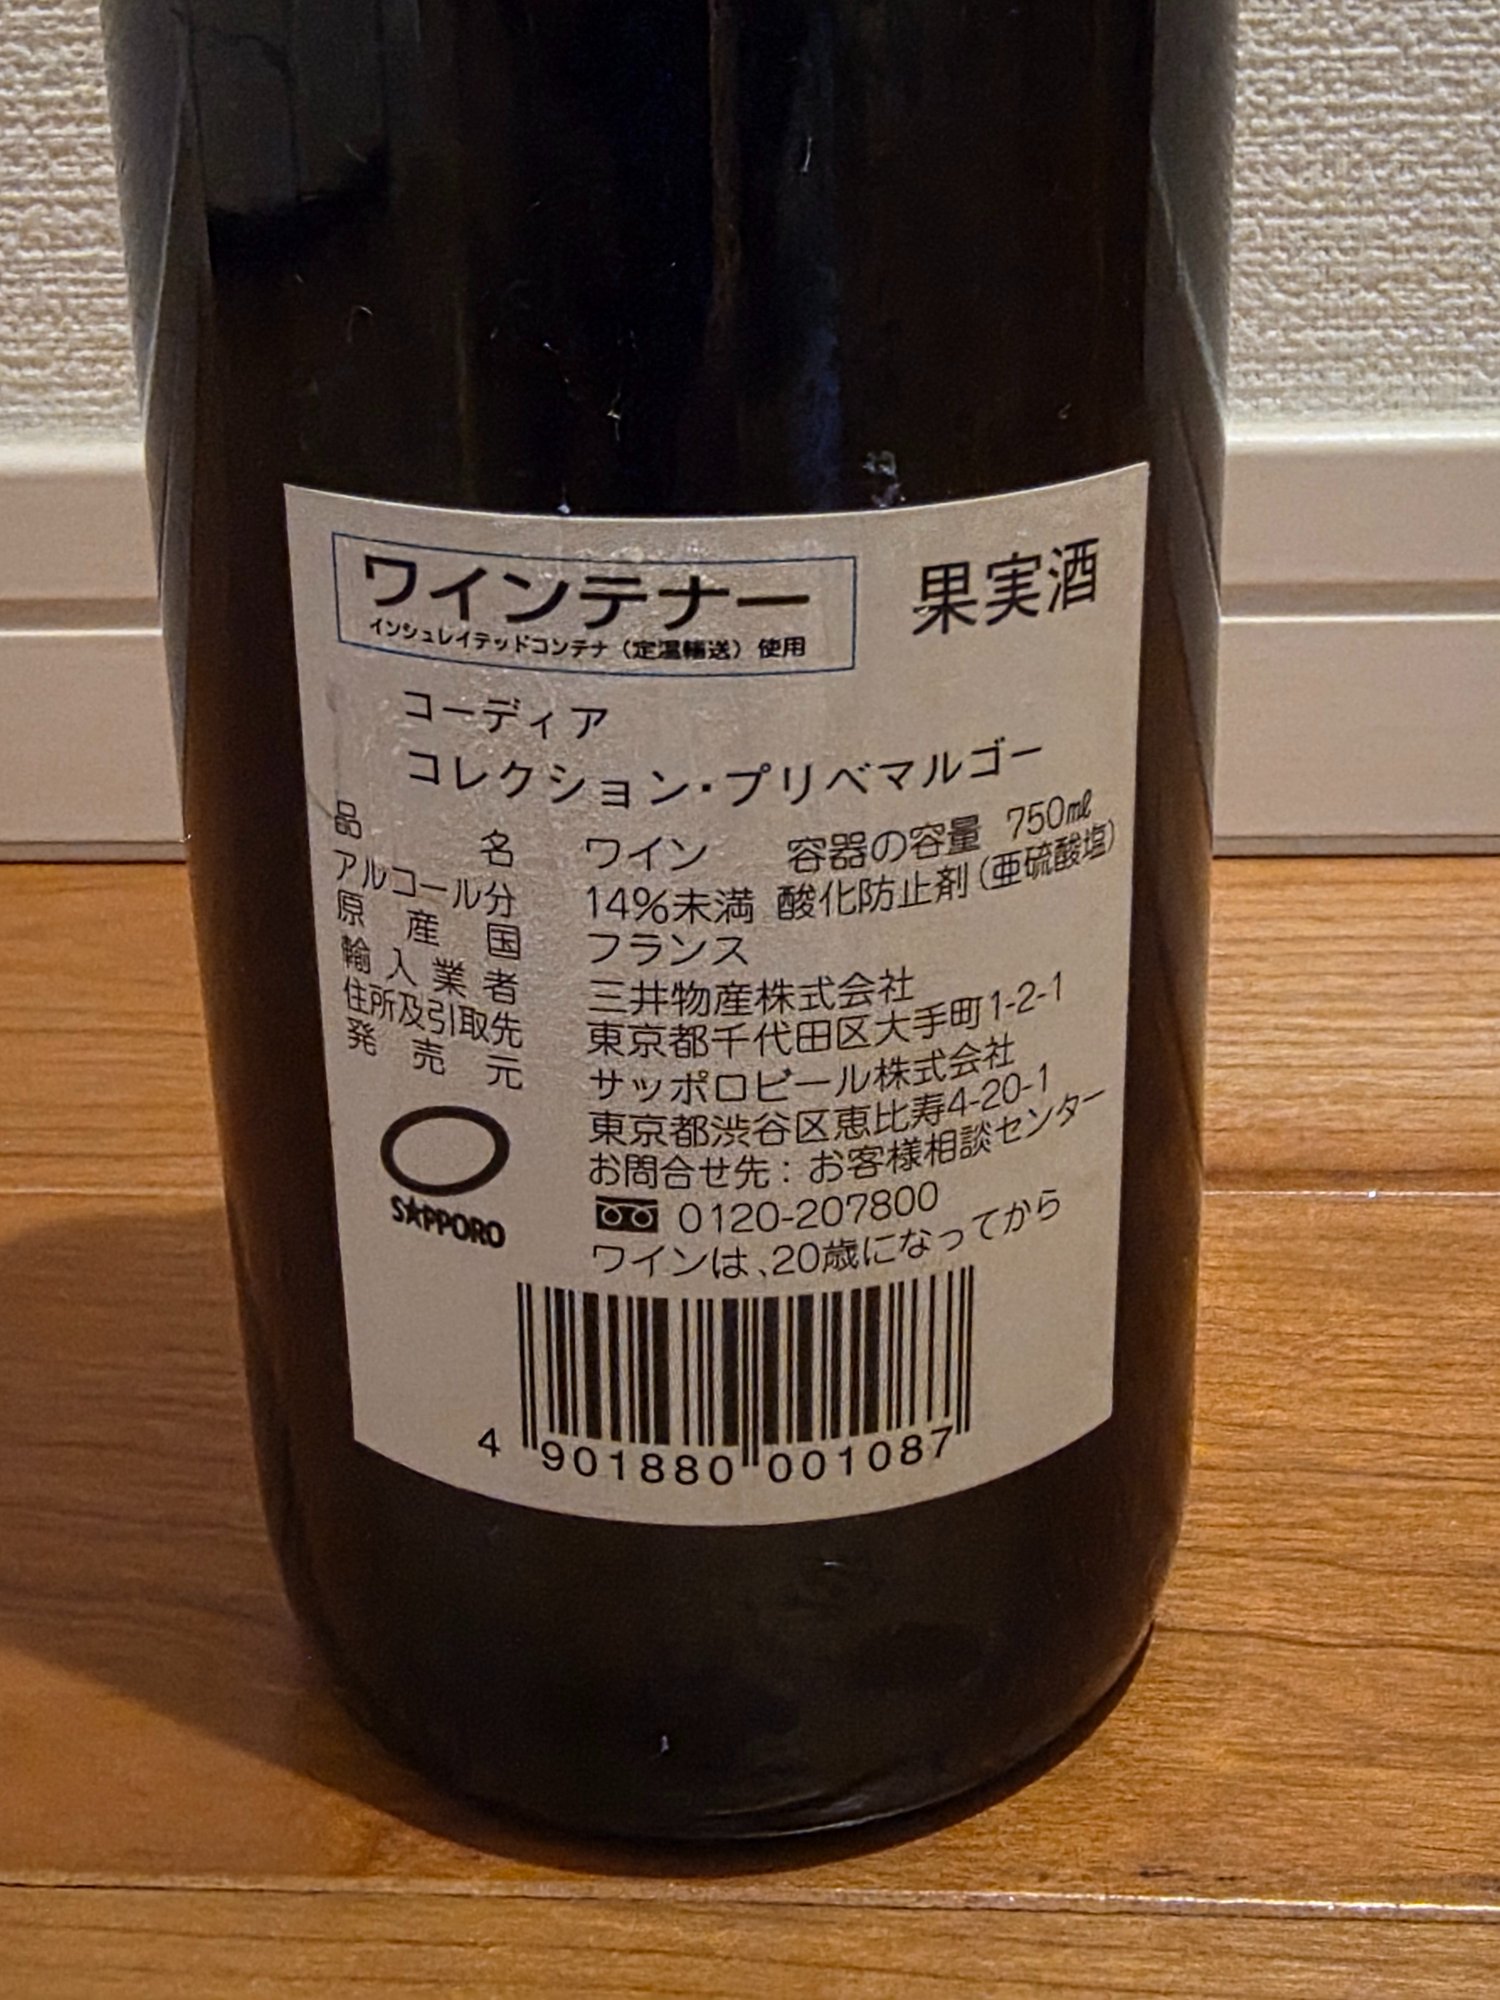 ワインテナー 果実酒
インシュレイテッドコンテナ（定温輸送）使用
コーディア
コレクション・プリベマルゴー
品名 ワイン 容器の容量 750㎖
アルコール分 14%未満 酸化防止剤（亜硫酸塩）
原産国 フランス
輸入業者 三井物産株式会社
住所及引取先 東京都千代田区大手町1-2-1
発売元 サッポロビール株式会社
東京都渋谷区恵比寿4-20-1
お問合せ先：お客様相談センター
0120-207800
ワインは、20歳になってから
SAPPORO
4 901880 001087